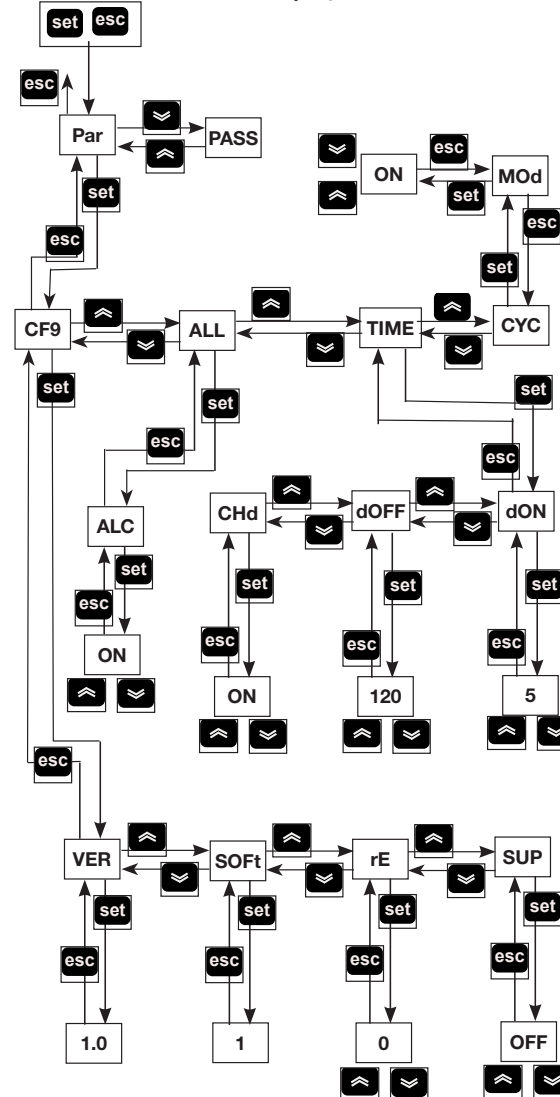 set esc
esc
Par
PASS
set
esc
ON
esc
MOd
set
esc
set
CF9
ALL
TIME
CYC
set
set
set
esc
esc
CHd
dOFF
dON
ALC
set
set
set
set
esc
esc
esc
esc
ON
ON
120
5
esc
VER
SOFt
rE
SUP
set
set
set
set
esc
esc
esc
esc
1.0
1
0
OFF